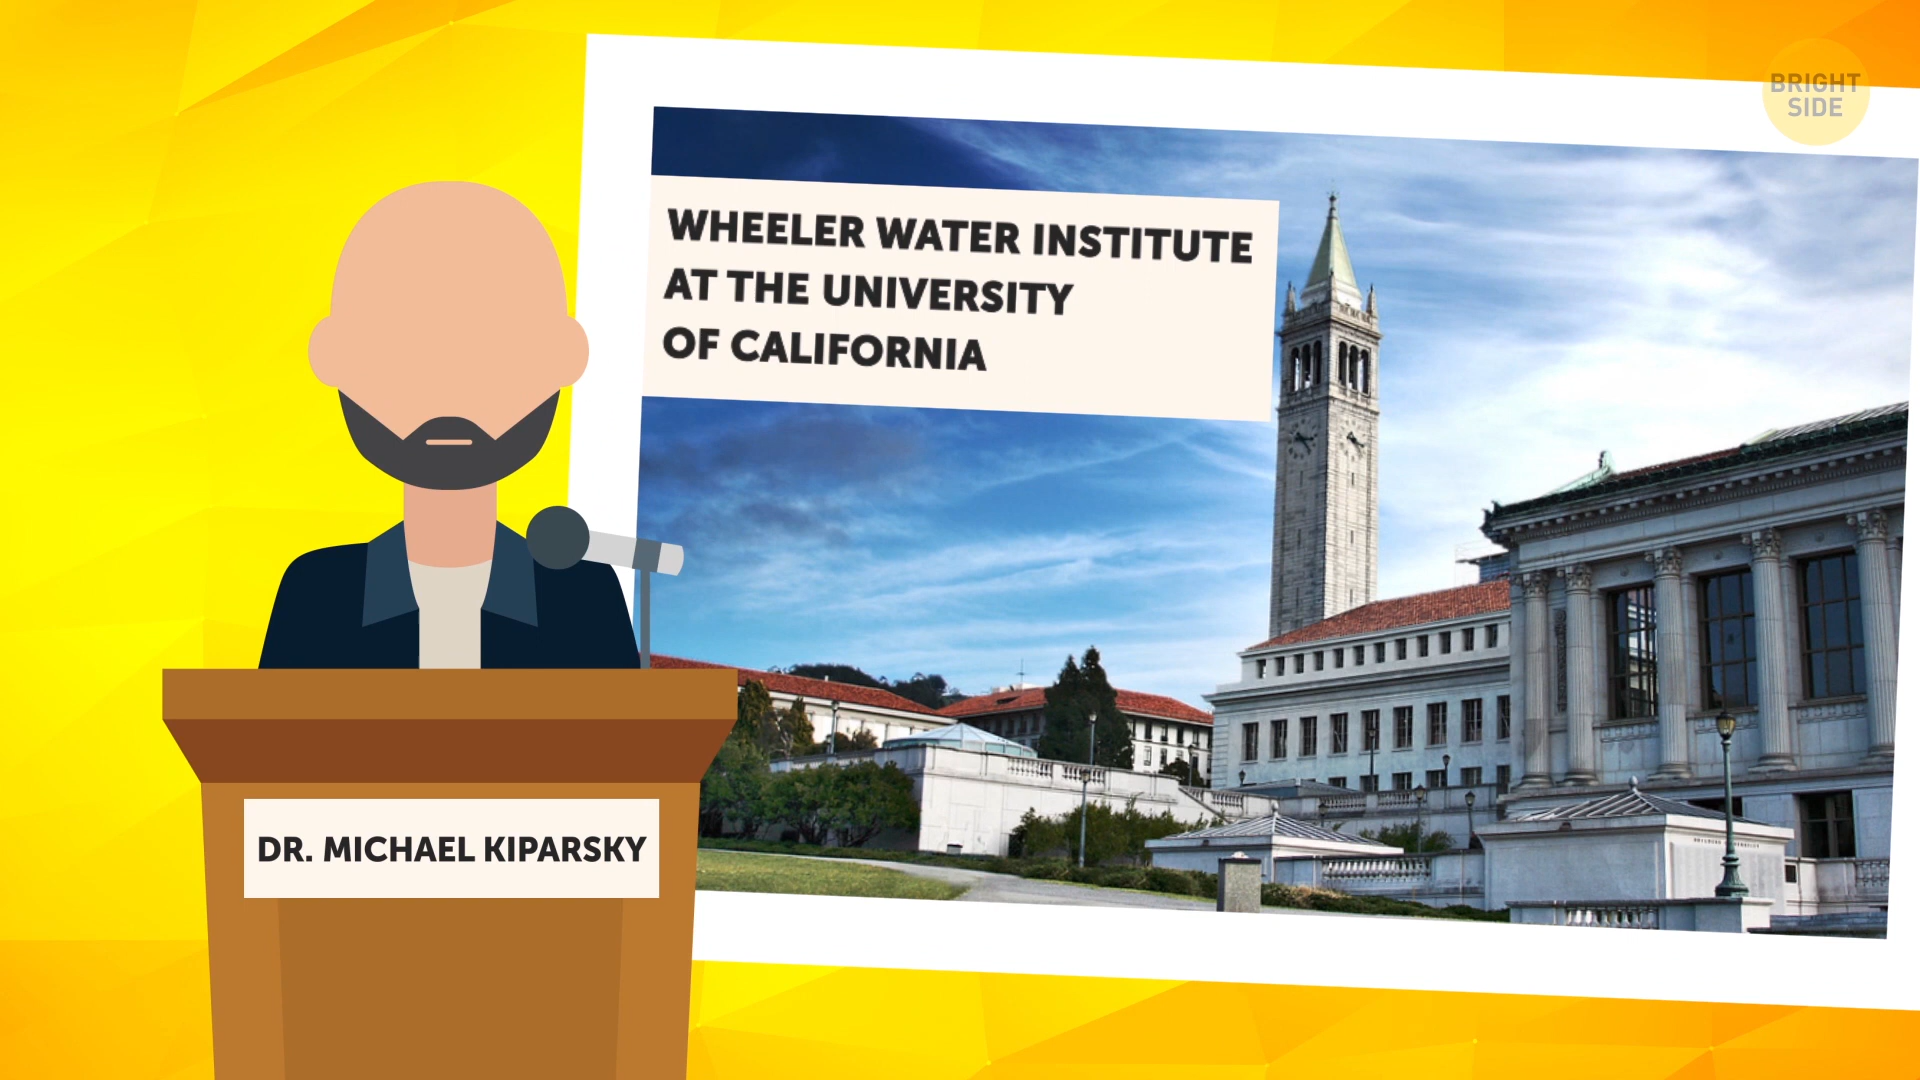 BRIGHT
SIDE
WHEELER WATER INSTITUTE
AT THE UNIVERSITY
OF CALIFORNIA
DR. MICHAEL KIPARSKY